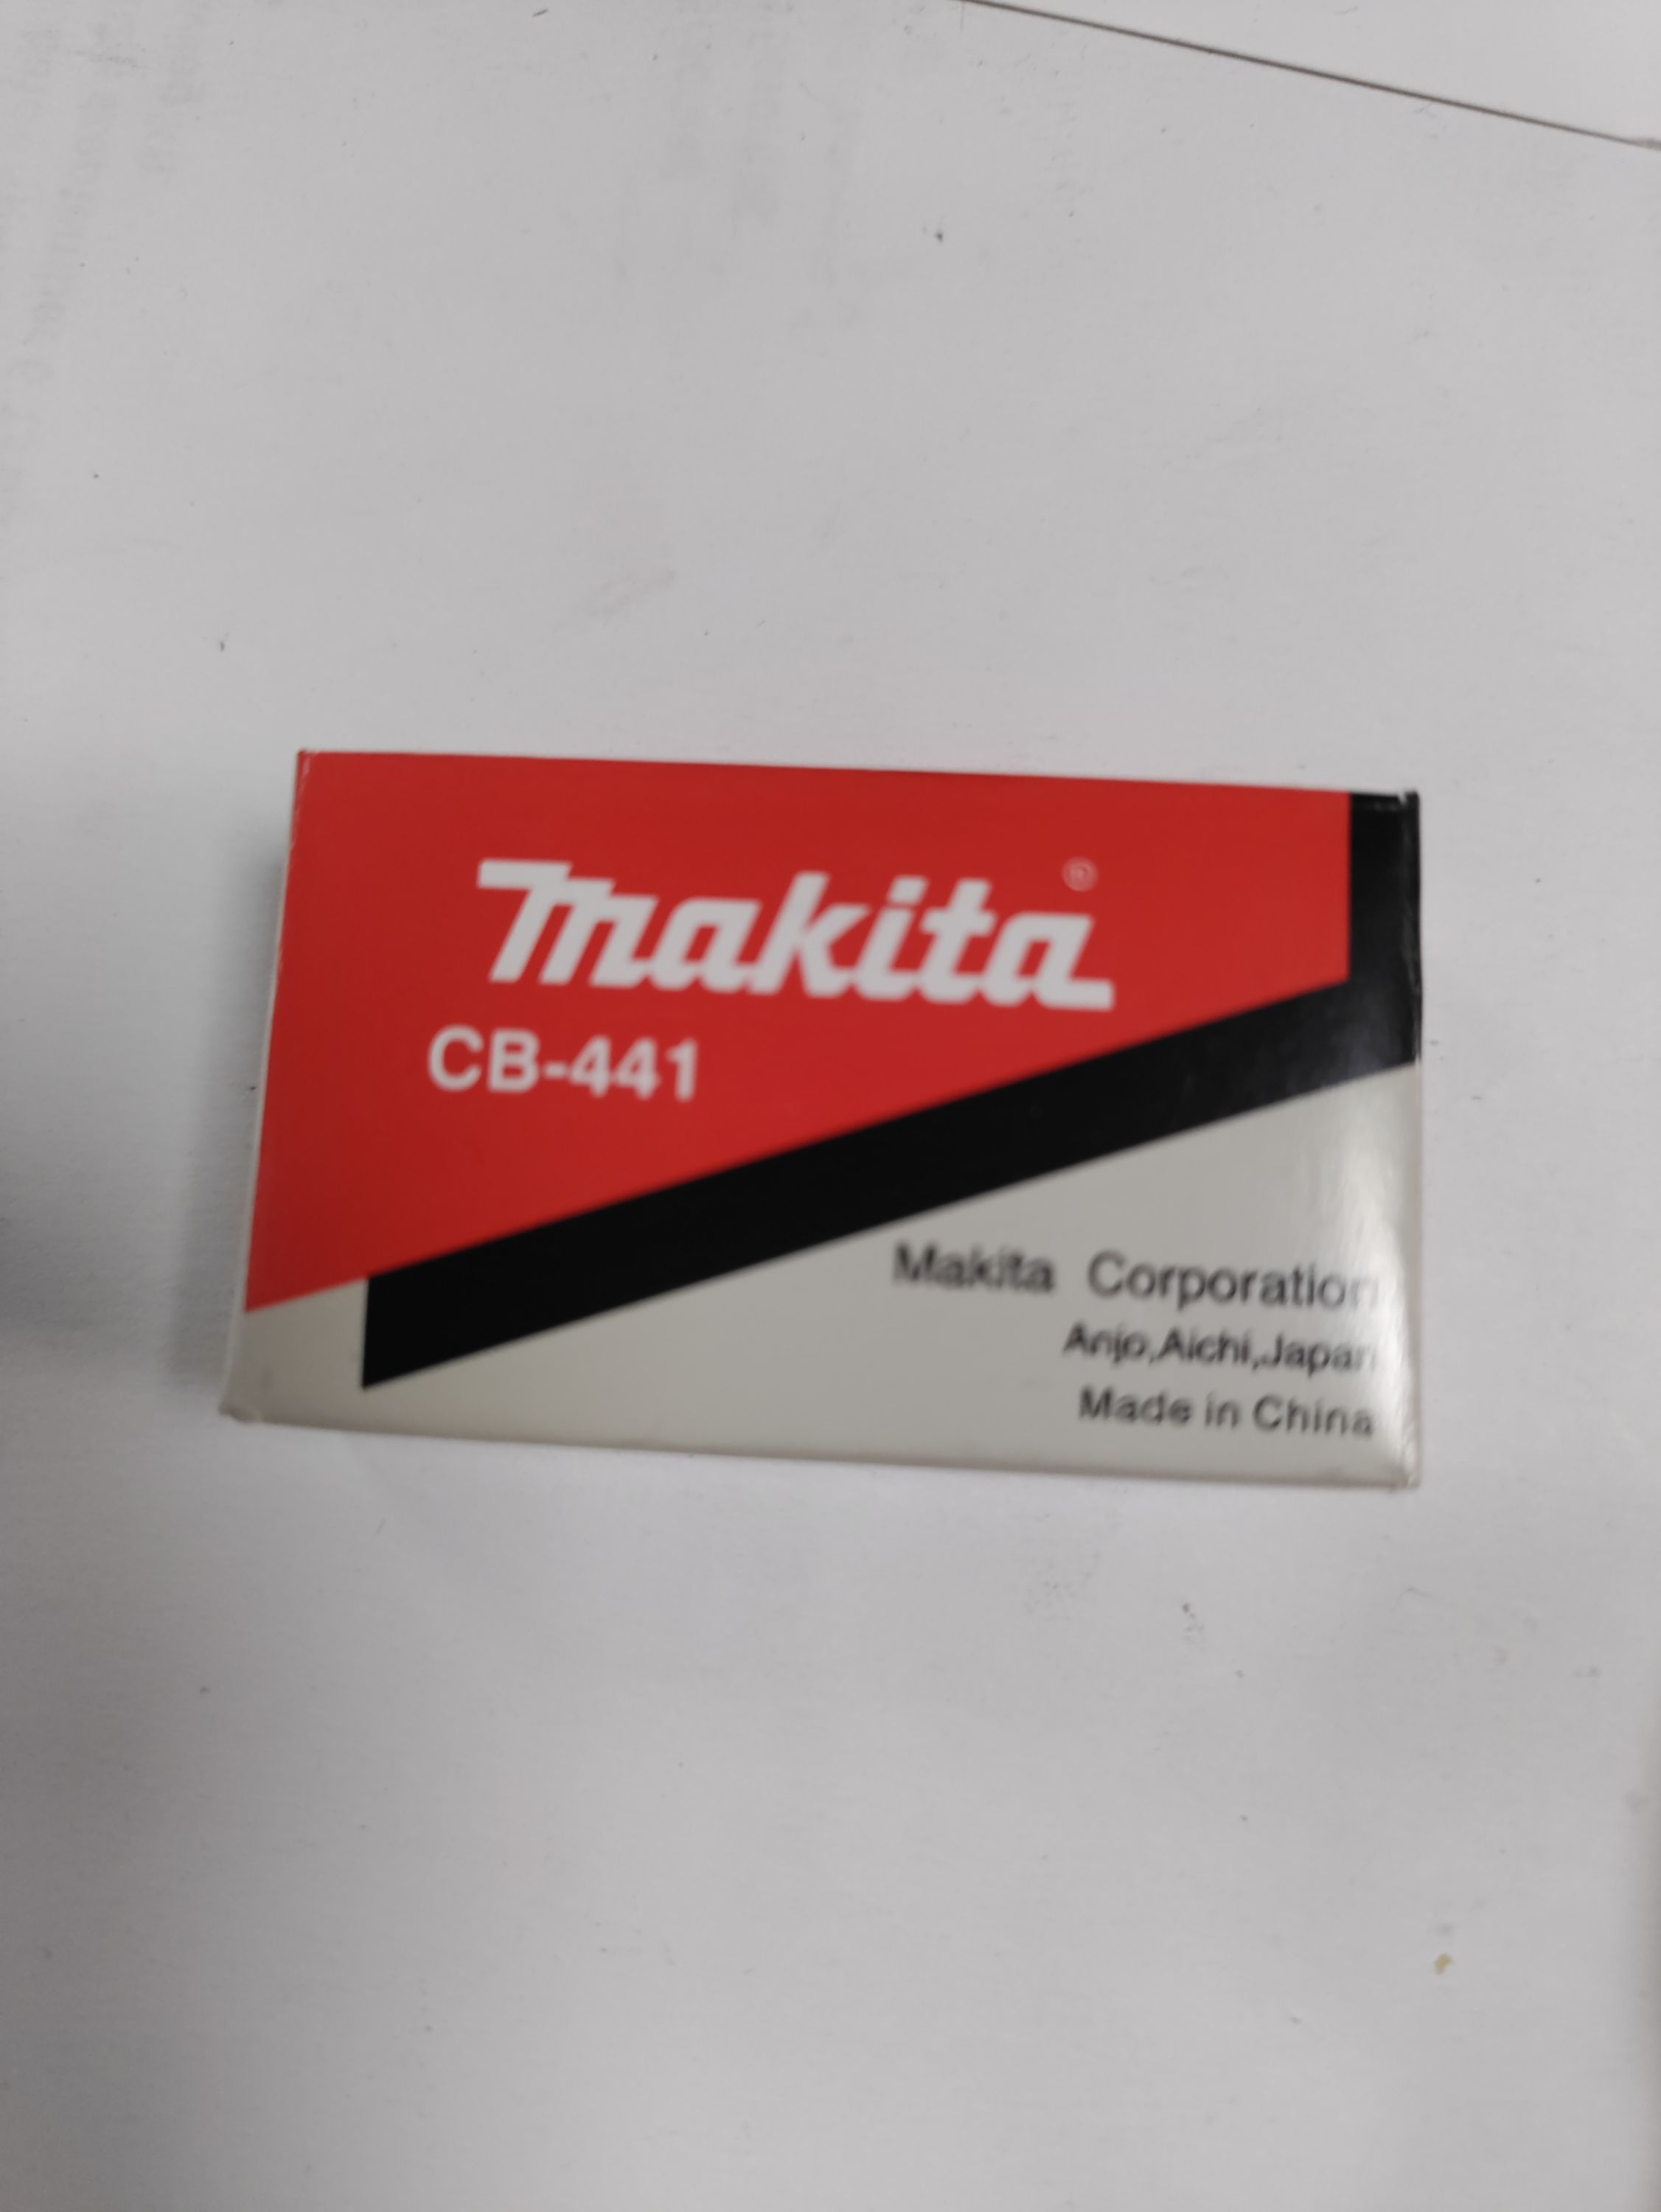 makita®
CB-441
Makita Corporation
Anjo,Aichi,Japan
Made in China